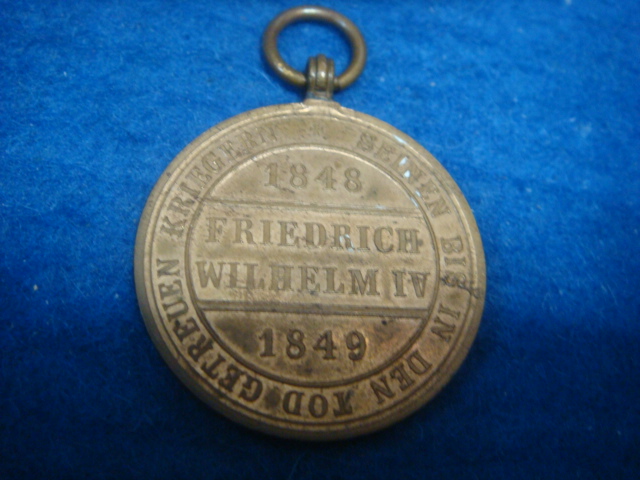 SEINEN BIS IN DEN TOD GETREUEN KRIEGERN
1848
FRIEDRICH
WILHELM IV
1849